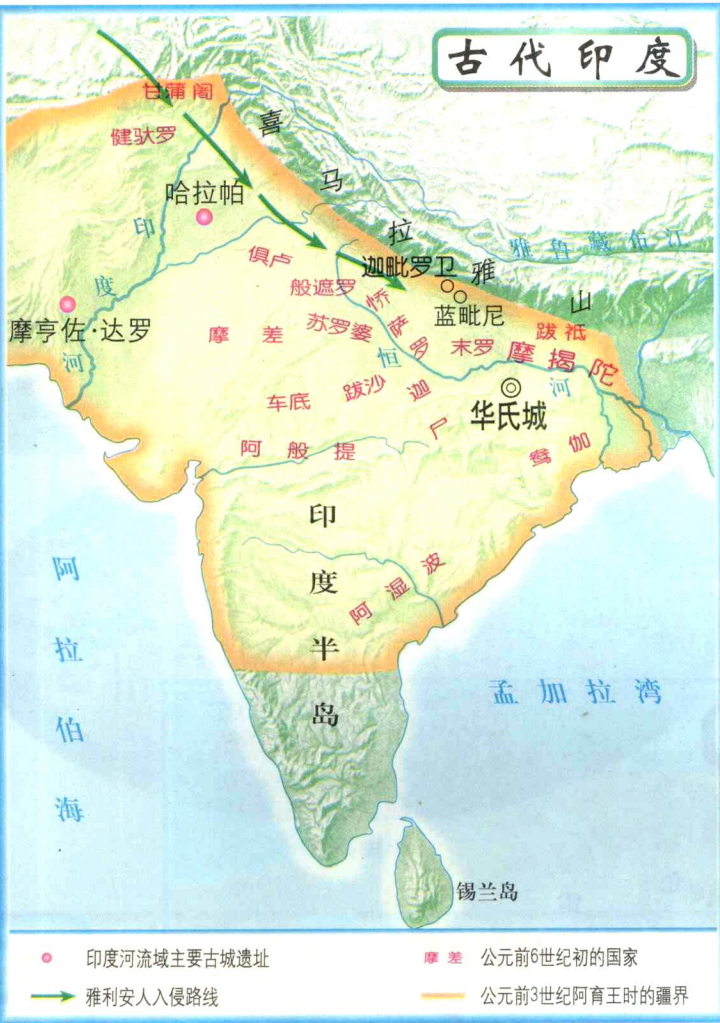 古代印度
甘蒲阇
健驮罗
喜马拉雅山
哈拉帕
印度河
雅鲁藏布江
俱卢
迦毗罗卫
般遮罗
蓝毗尼
摩亨佐·达罗
摩差
苏罗婆
桥萨罗
末罗
跋祇
摩揭陀
恒河
车底
跋沙
迦尸
华氏城
阿般提
鸯伽
印度半岛
阿湿波
阿拉伯海
孟加拉湾
锡兰岛
印度河流域主要古城遗址
摩差 公元前6世纪初的国家
雅利安人入侵路线
公元前3世纪阿育王时的疆界